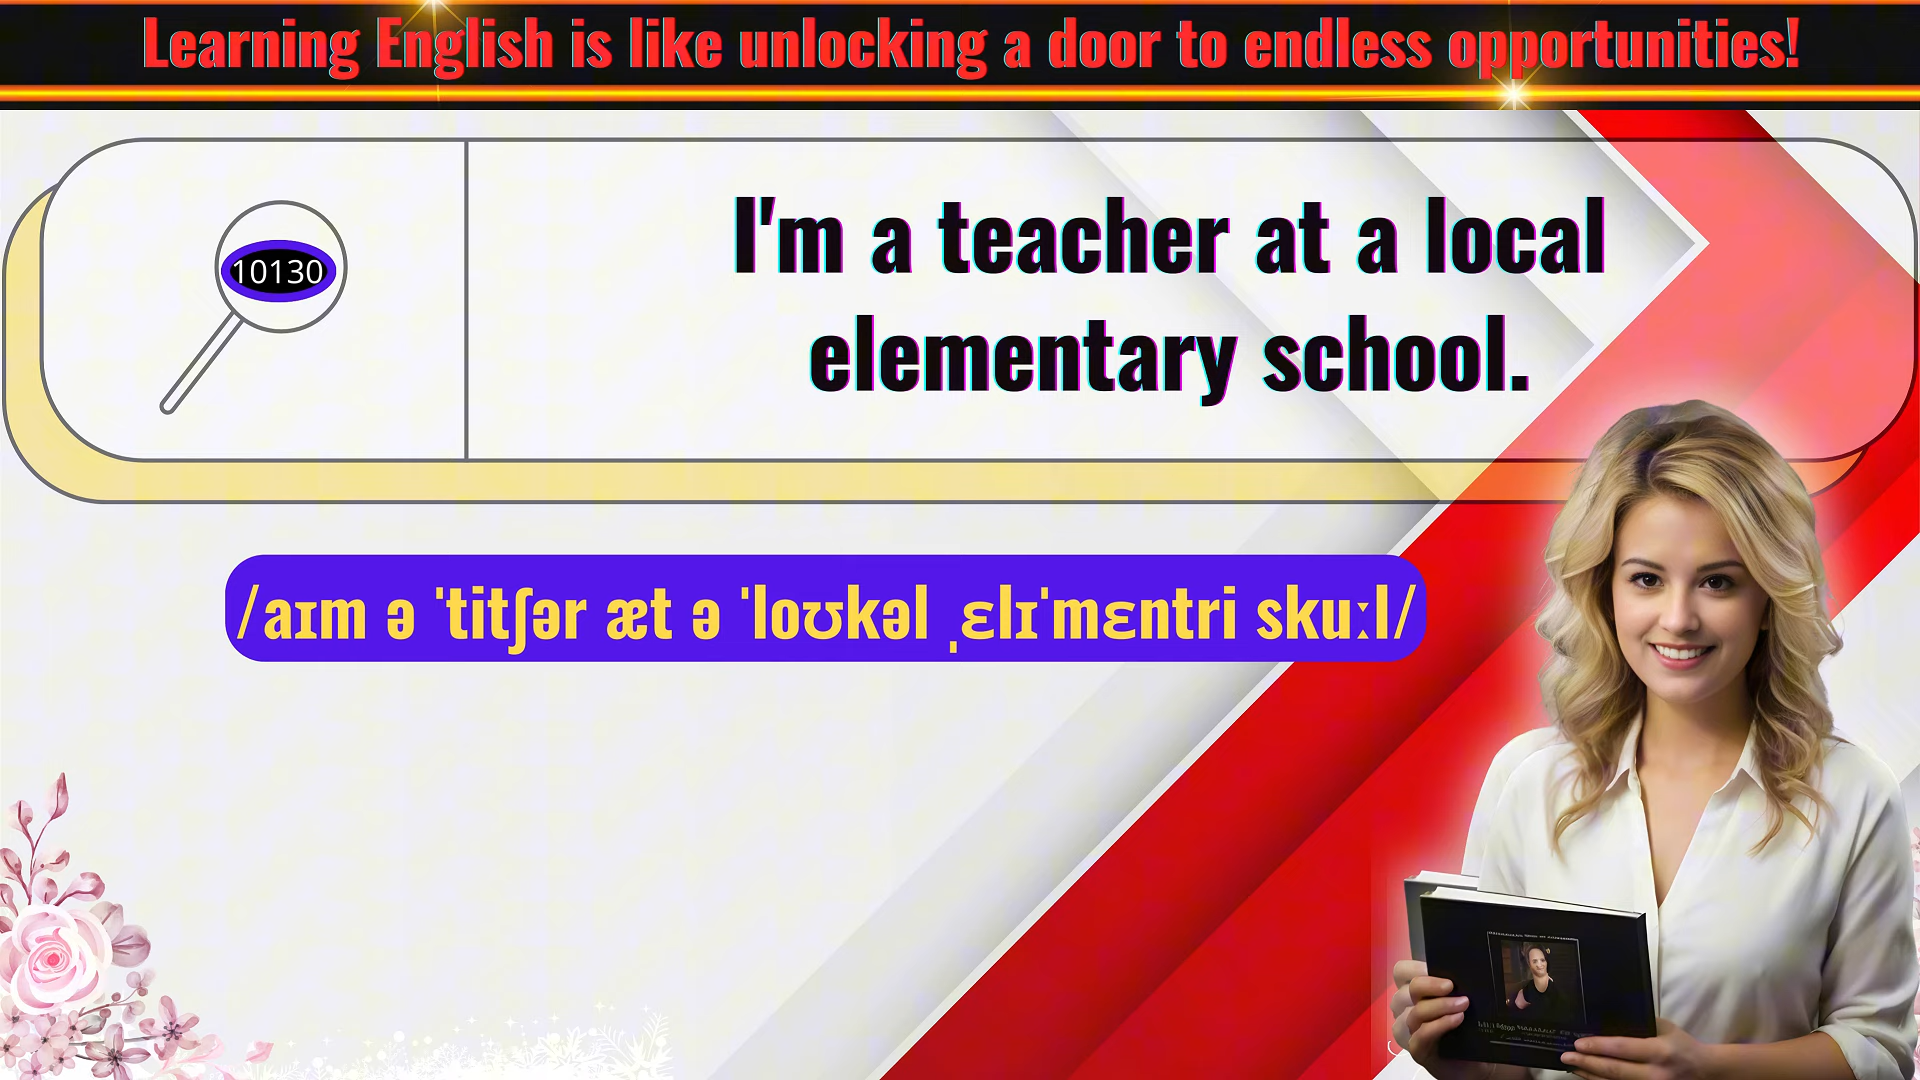 Learning English is like unlocking a door to endless opportunities!
10130
I'm a teacher at a local
elementary school.
/aɪm ə ˈtitʃər æt ə ˈloʊkəl ˌɛlɪˈmɛntri skuːl/